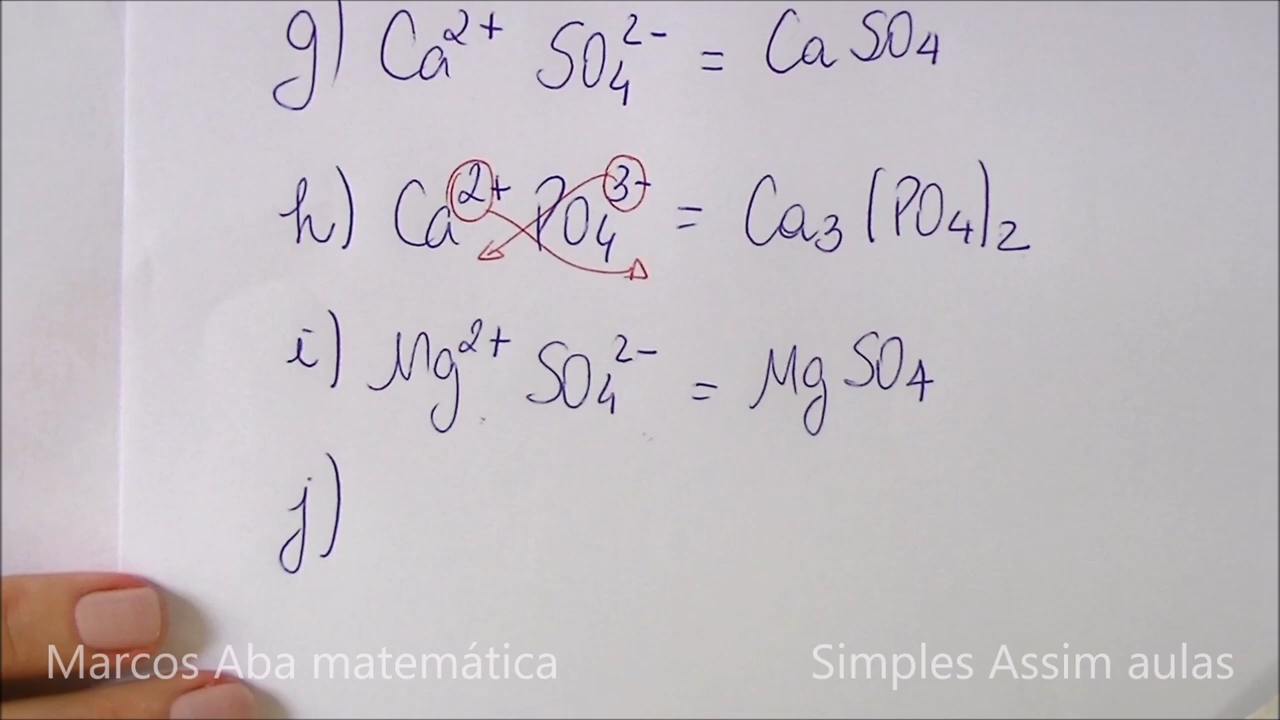 g) Ca²⁺ SO₄²⁻ = CaSO₄
h) Ca²⁺ PO₄³⁻ = Ca₃(PO₄)₂
i) Mg²⁺ SO₄²⁻ = MgSO₄
j)
Marcos Aba matemática
Simples Assim aulas